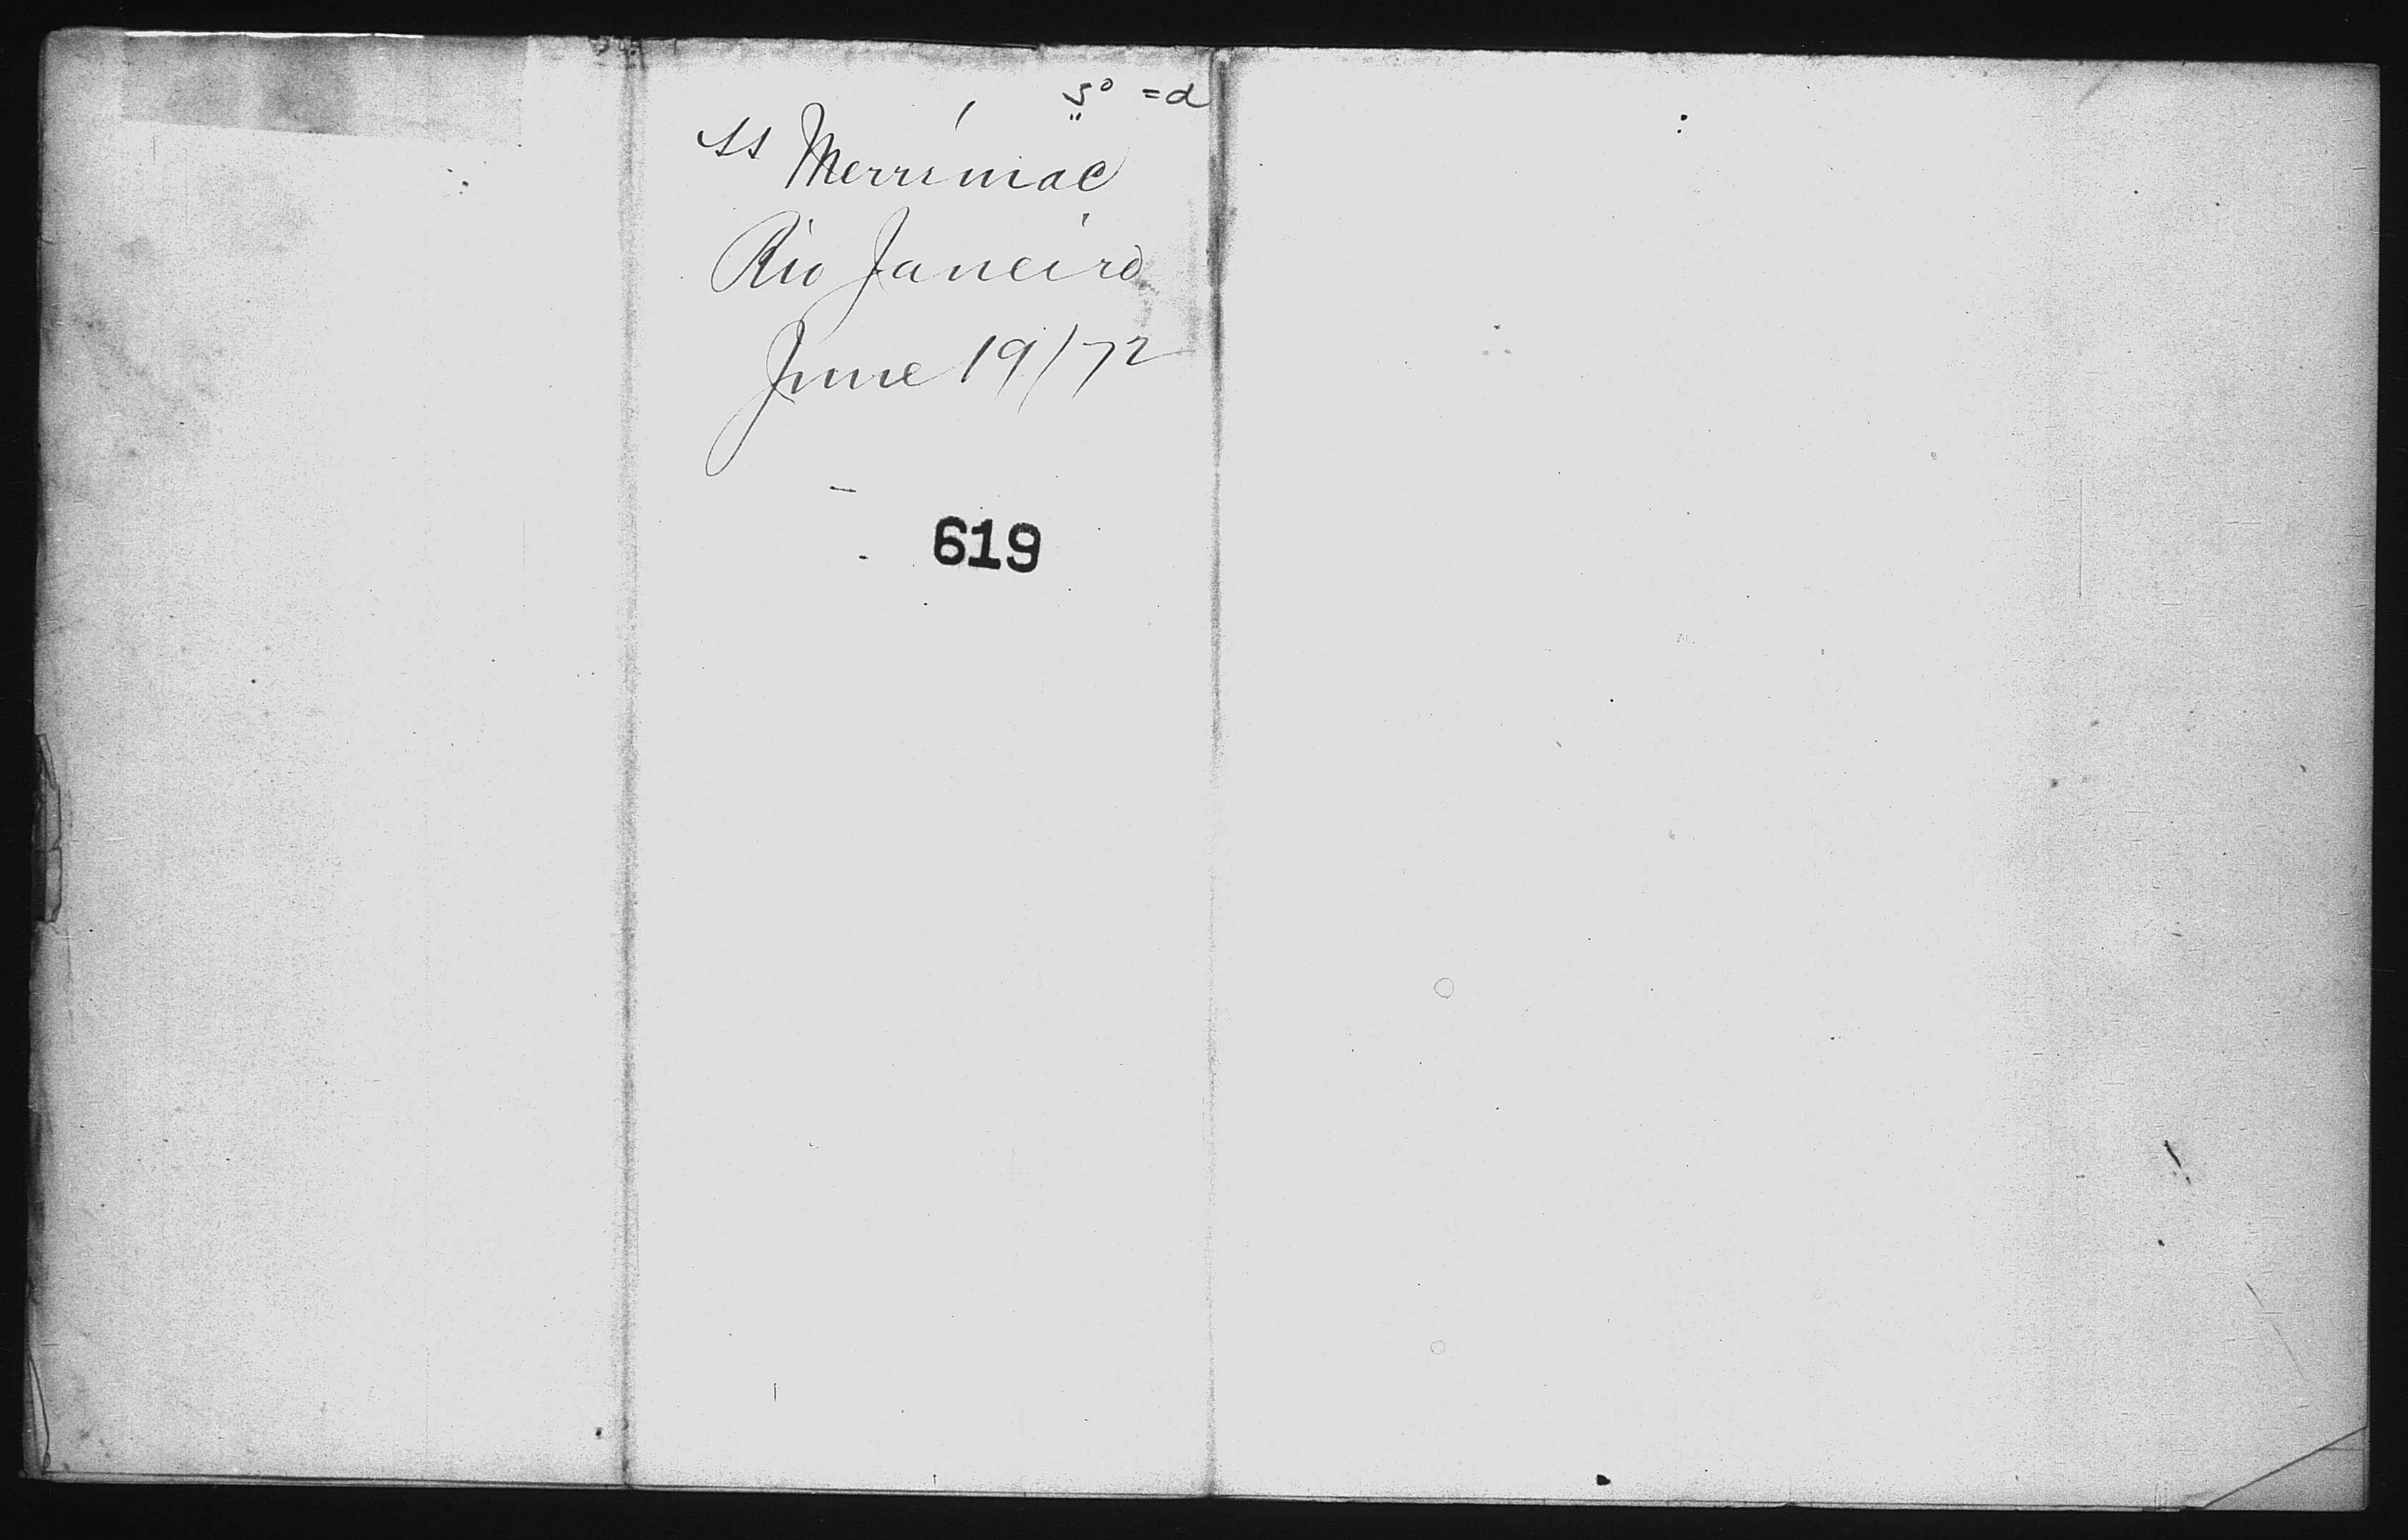 SS Merrimac
Rio Janeiro
June 19/72
619